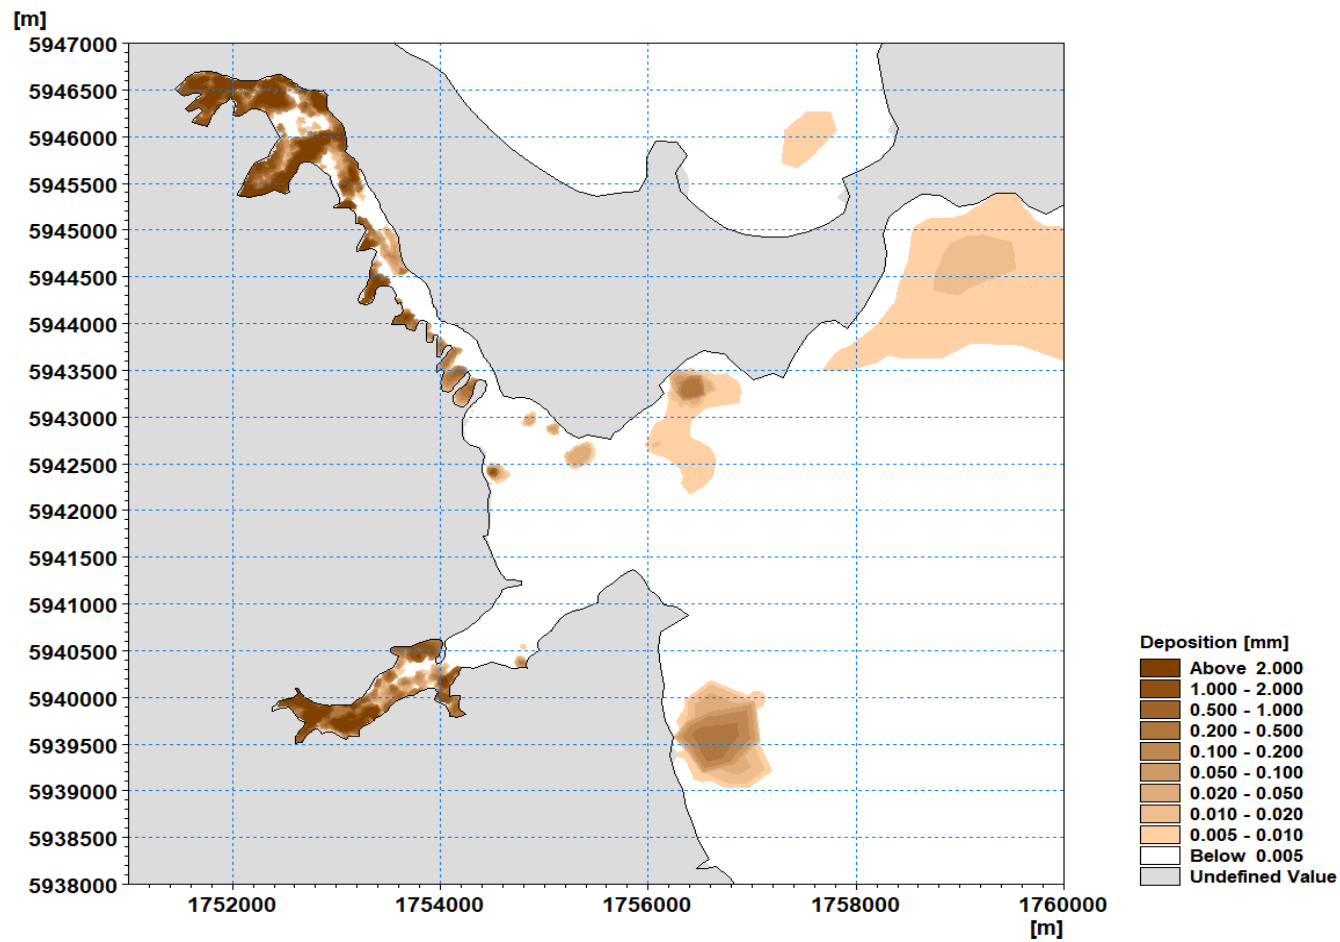 [m]
5947000
5946500
5946000
5945500
5945000
5944500
5944000
5943500
5943000
5942500
5942000
5941500
5941000
5940500
5940000
5939500
5939000
5938500
5938000
1752000 1754000 1756000 1758000 1760000
[m]
Deposition [mm]
Above 2.000
1.000 - 2.000
0.500 - 1.000
0.200 - 0.500
0.100 - 0.200
0.050 - 0.100
0.020 - 0.050
0.010 - 0.020
0.005 - 0.010
Below 0.005
Undefined Value